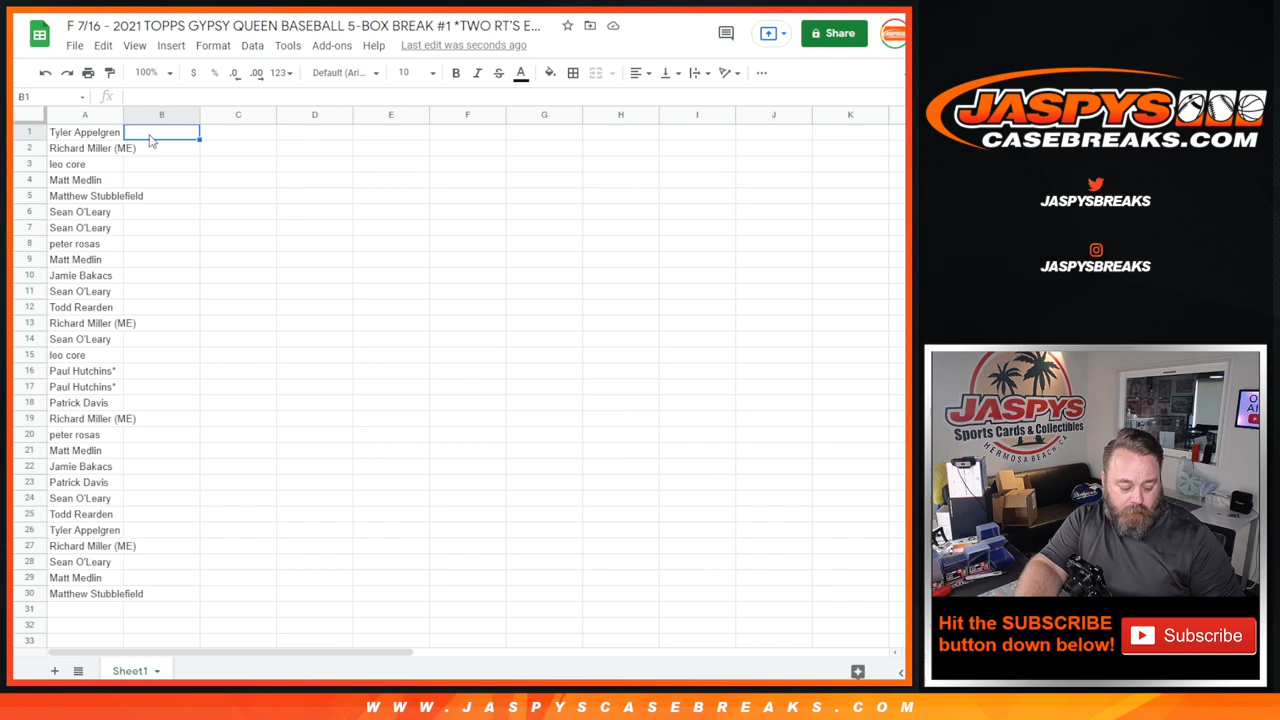 F 7/16 - 2021 TOPPS GYPSY QUEEN BASEBALL 5-BOX BREAK #1 *TWO RT'S E...
File Edit View Insert Format Data Tools Add-ons Help Last edit was seconds ago
Share
100% $ % .0 .00 123 Default (Ari... 10 B I S A
B1 fx
A B C D E F G H I J K
1 Tyler Appelgren
2 Richard Miller (ME)
3 leo core
4 Matt Medlin
5 Matthew Stubblefield
6 Sean O'Leary
7 Sean O'Leary
8 peter rosas
9 Matt Medlin
10 Jamie Bakacs
11 Sean O'Leary
12 Todd Rearden
13 Richard Miller (ME)
14 Sean O'Leary
15 leo core
16 Paul Hutchins*
17 Paul Hutchins*
18 Patrick Davis
19 Richard Miller (ME)
20 peter rosas
21 Matt Medlin
22 Jamie Bakacs
23 Patrick Davis
24 Sean O'Leary
25 Todd Rearden
26 Tyler Appelgren
27 Richard Miller (ME)
28 Sean O'Leary
29 Matt Medlin
30 Matthew Stubblefield
31
32
33
Sheet1
JASPYS
CASEBREAKS.COM
JASPYSBREAKS
JASPYSBREAKS
JASPYS
Sports Cards & Collectibles
HERMOSA BEACH, CA
Hit the SUBSCRIBE
button down below!
Subscribe
WWW.JASPYSCASEBREAKS.COM